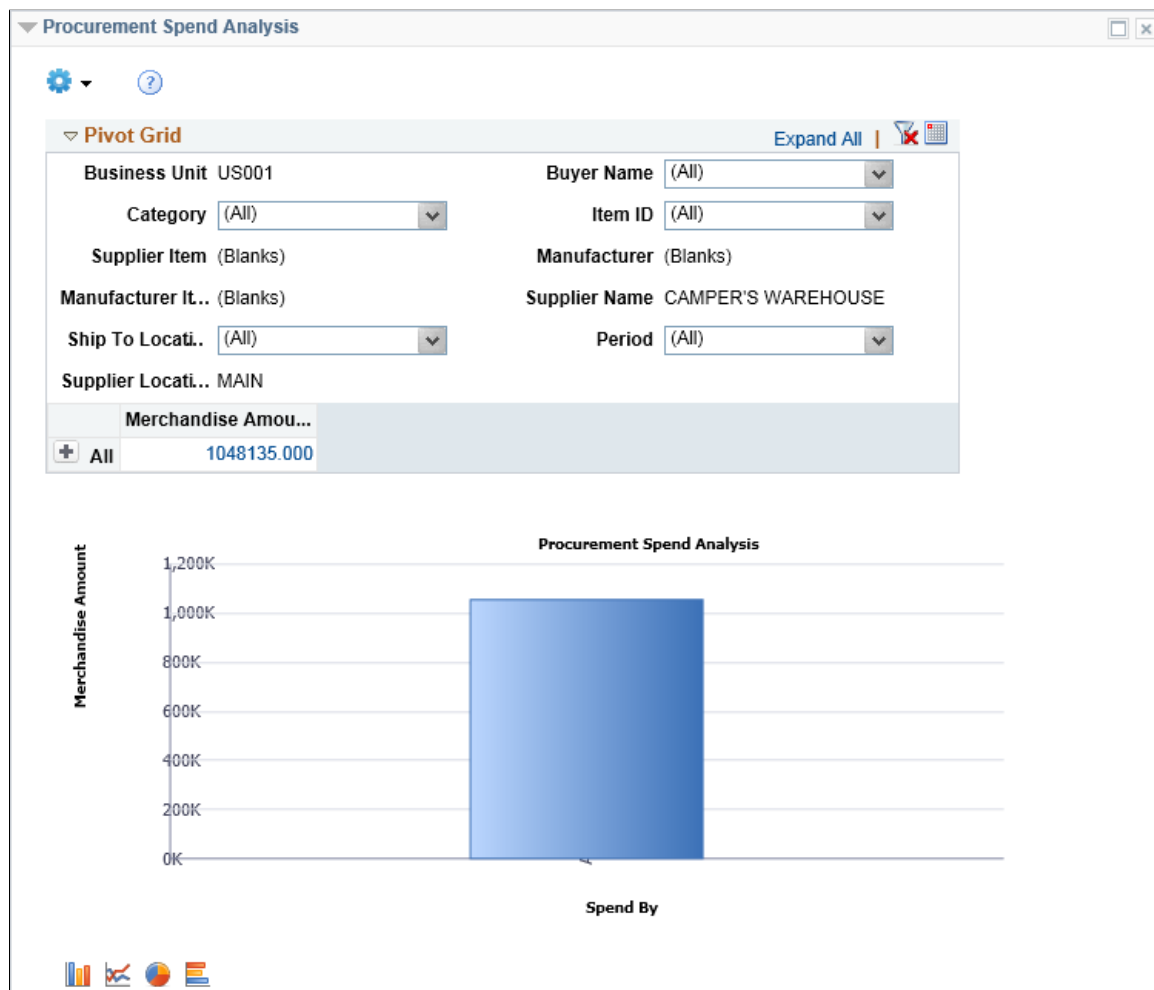 Procurement Spend Analysis
?
Pivot Grid
Expand All |
Business Unit US001
Buyer Name (All)
Category (All)
Item ID (All)
Supplier Item (Blanks)
Manufacturer (Blanks)
Manufacturer It... (Blanks)
Supplier Name CAMPER'S WAREHOUSE
Ship To Locati.. (All)
Period (All)
Supplier Locati... MAIN
Merchandise Amou...
All 1048135.000
Procurement Spend Analysis
Merchandise Amount
1,200K
1,000K
800K
600K
400K
200K
0K
Spend By